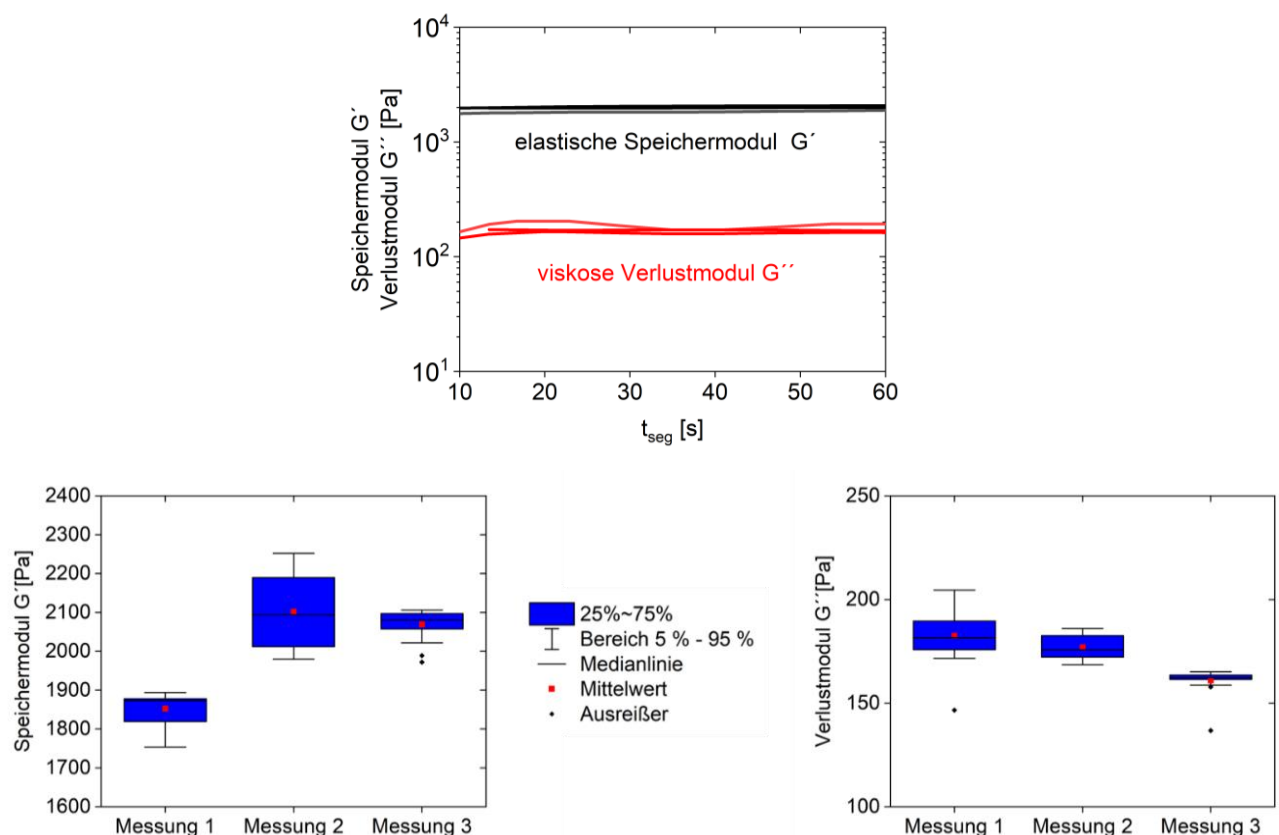 Speichermodul G´
Verlustmodul G´´ [Pa]
10⁴
10³
10²
10¹
elastische Speichermodul G´
viskose Verlustmodul G´´
10 20 30 40 50 60
t_seg [s]
Speichermodul G´[Pa]
2400
2300
2200
2100
2000
1900
1800
1700
1600
Messung 1 Messung 2 Messung 3
25%~75%
Bereich 5 % - 95 %
Medianlinie
Mittelwert
Ausreißer
Verlustmodul G´´[Pa]
250
200
150
100
Messung 1 Messung 2 Messung 3